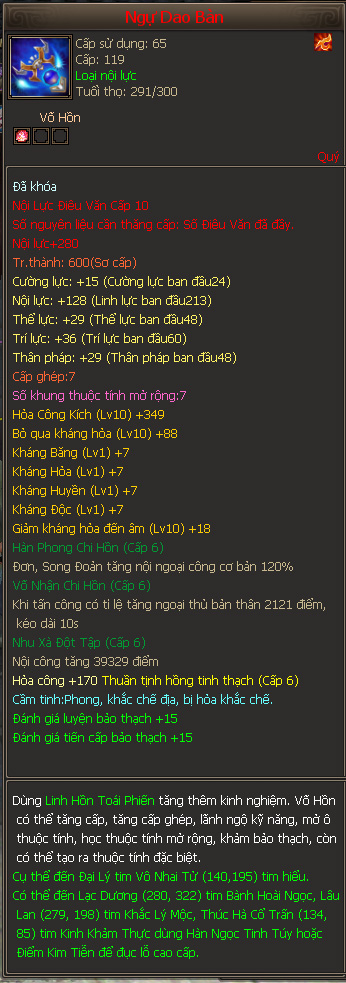 Ngự Dao Bàn
Cấp sử dụng: 65
Cấp: 119
Loại nội lực
Tuổi thọ: 291/300
Võ Hồn
Quý
Đã khóa
Nội Lực Điêu Văn Cấp 10
Số nguyên liệu cần thăng cấp: Số Điêu Văn đã đầy.
Nội lực+280
Tr.thành: 600(Sơ cấp)
Cường lực: +15 (Cường lực ban đầu24)
Nội lực: +128 (Linh lực ban đầu213)
Thể lực: +29 (Thể lực ban đầu48)
Trí lực: +36 (Trí lực ban đầu60)
Thân pháp: +29 (Thân pháp ban đầu48)
Cấp ghép:7
Số khung thuộc tính mở rộng:7
Hỏa Công Kích (Lv10) +349
Bỏ qua kháng hỏa (Lv10) +88
Kháng Băng (Lv1) +7
Kháng Hỏa (Lv1) +7
Kháng Huyền (Lv1) +7
Kháng Độc (Lv1) +7
Giảm kháng hỏa đến âm (Lv10) +18
Hàn Phong Chi Hồn (Cấp 6)
Đơn, Song Đoản tăng nội ngoại công cơ bản 120%
Võ Nhận Chi Hồn (Cấp 6)
Khi tấn công có tỉ lệ tăng ngoại thủ bản thân 2121 điểm,
kéo dài 10s
Nhu Xá Đột Tập (Cấp 6)
Nội công tăng 39329 điểm
Hỏa công +170 Thuần tịnh hồng tinh thạch (Cấp 6)
Cầm tinh:Phong, khắc chế địa, bị hỏa khắc chế.
Đánh giá luyện bảo thạch +15
Đánh giá tiến cấp bảo thạch +15
Dùng Linh Hồn Toái Phiến tăng thêm kinh nghiệm. Võ Hồn
có thể tăng cấp, tăng cấp ghép, lãnh ngộ kỹ năng, mở ô
thuộc tính, học thuộc tính mở rộng, khảm bảo thạch, còn
có thể tạo ra thuộc tính đặc biệt.
Cụ thể đến Đại Lý tìm Vô Nhai Tử (140,195) tìm hiểu.
Có thể đến Lạc Dương (280, 322) tìm Bành Hoài Ngọc, Lâu
Lan (279, 198) tìm Khắc Lý Mộc, Thúc Hà Cổ Trấn (134,
85) tìm Kinh Khảm Thực dùng Hàn Ngọc Tinh Túy hoặc
Điểm Kim Tiễn để đục lỗ cao cấp.